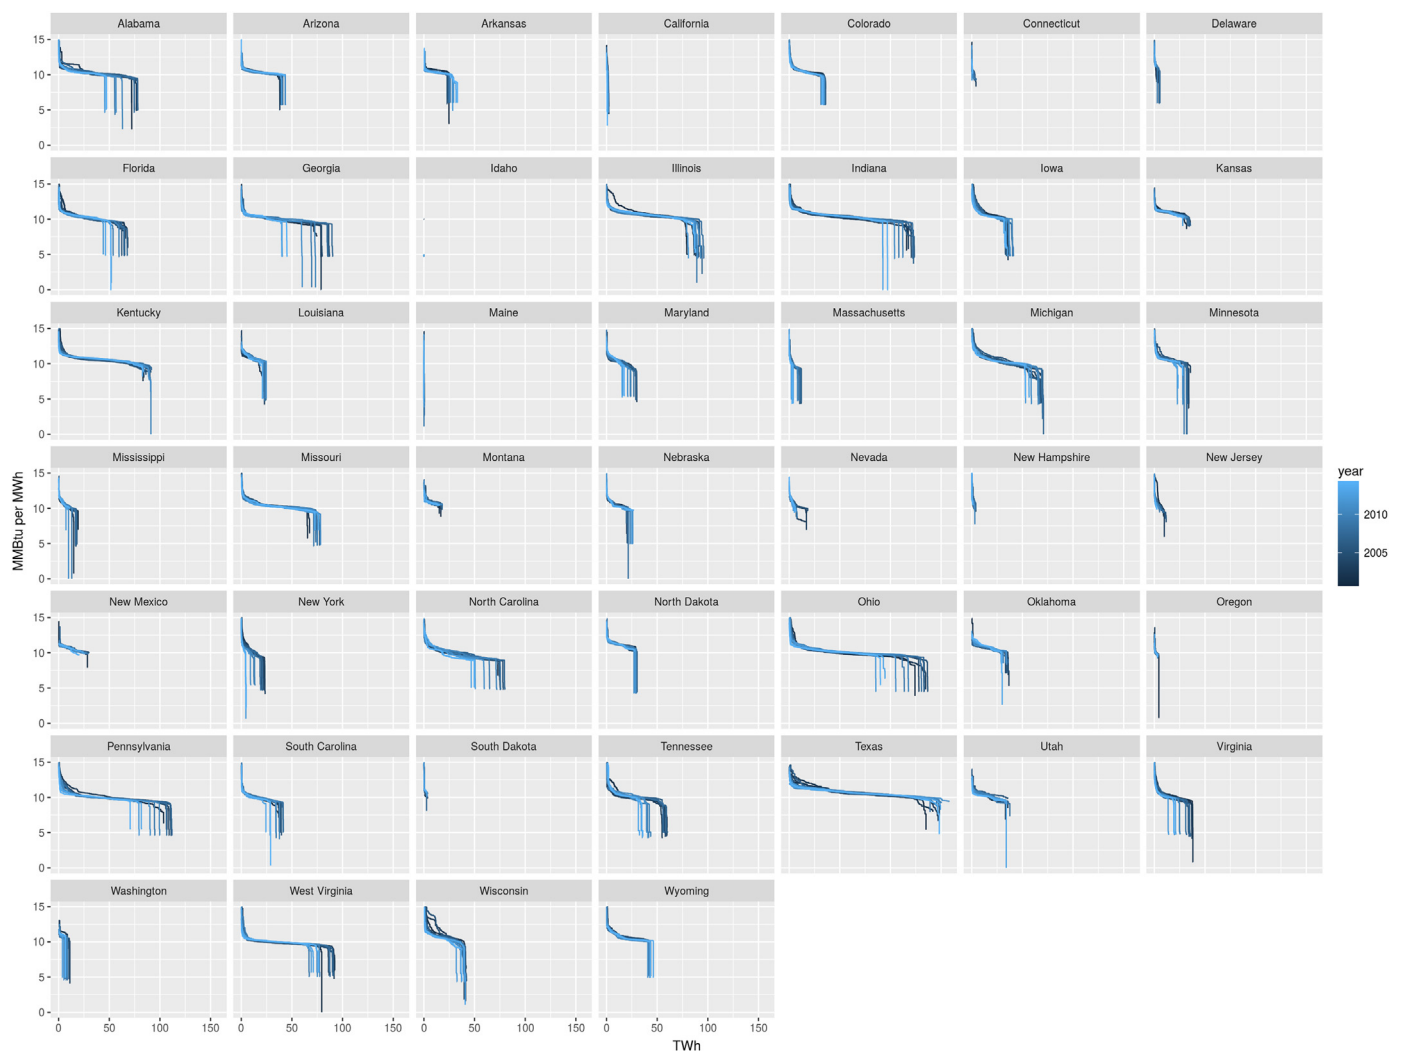 Alabama Arizona Arkansas California Colorado Connecticut Delaware
15
10
5
0
Florida Georgia Idaho Illinois Indiana Iowa Kansas
15
10
5
0
Kentucky Louisiana Maine Maryland Massachusetts Michigan Minnesota
15
10
5
0
Mississippi Missouri Montana Nebraska Nevada New Hampshire New Jersey
15
10
5
0
MMBtu per MWh
year
2010
2005
New Mexico New York North Carolina North Dakota Ohio Oklahoma Oregon
15
10
5
0
Pennsylvania South Carolina South Dakota Tennessee Texas Utah Virginia
15
10
5
0
Washington West Virginia Wisconsin Wyoming
15
10
5
0
0 50 100 150 0 50 100 150 0 50 100 150 0 50 100 150
TWh